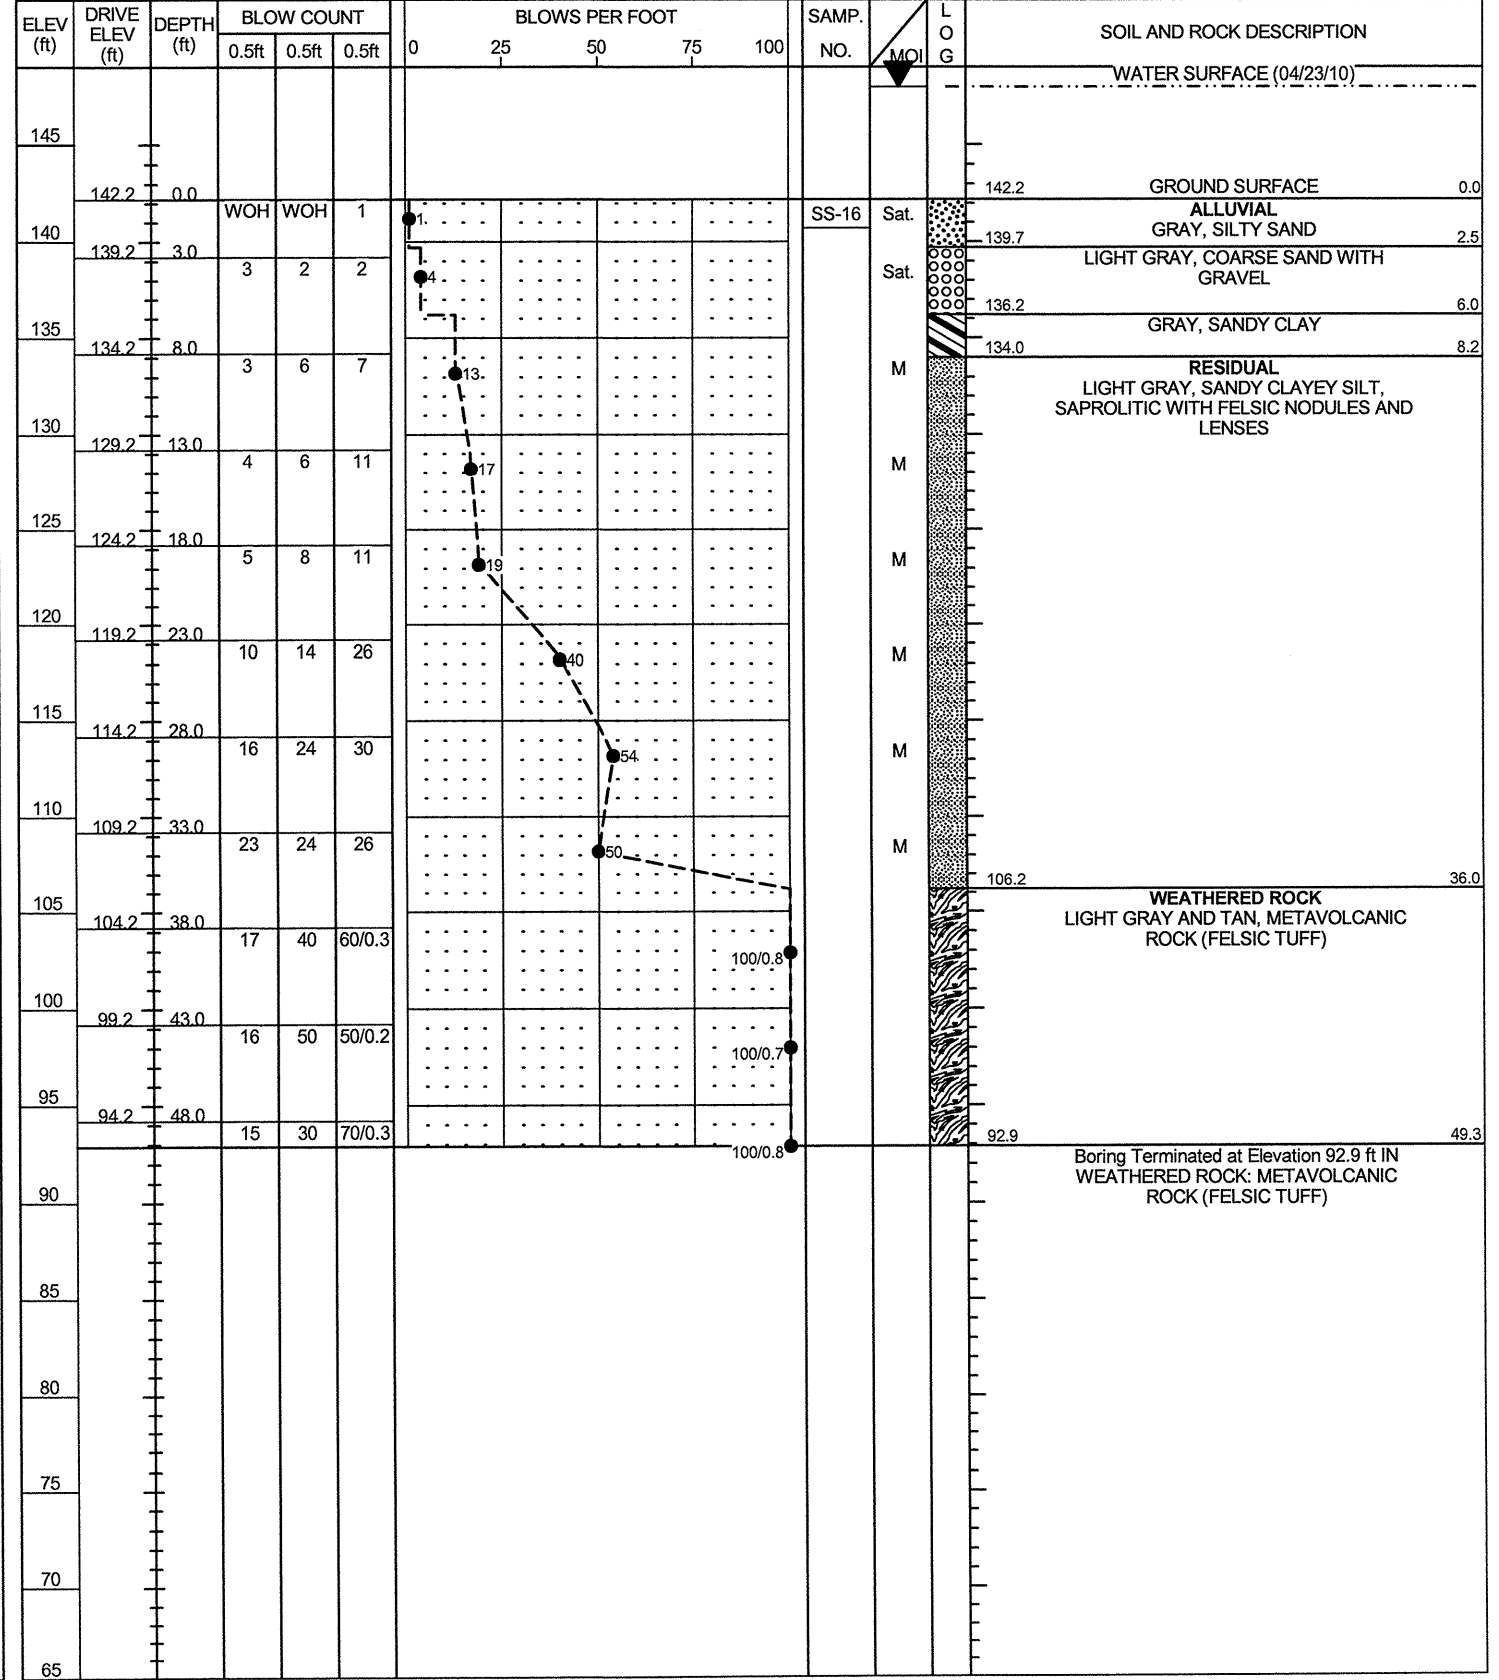 ELEV (ft) DRIVE ELEV (ft) DEPTH (ft) BLOW COUNT BLOWS PER FOOT SAMP. NO. MOI LOG SOIL AND ROCK DESCRIPTION
0.5ft 0.5ft 0.5ft 0 25 50 75 100
WATER SURFACE (04/23/10)
145
142.2 0.0 142.2 GROUND SURFACE 0.0
WOH WOH 1 1 SS-16 Sat. ALLUVIAL
GRAY, SILTY SAND
140 139.7 2.5
139.2 3.0 LIGHT GRAY, COARSE SAND WITH
3 2 2 4 Sat. GRAVEL
136.2 6.0
GRAY, SANDY CLAY
135
134.2 8.0 134.0 8.2
3 6 7 13 M RESIDUAL
LIGHT GRAY, SANDY CLAYEY SILT,
SAPROLITIC WITH FELSIC NODULES AND
LENSES
130
129.2 13.0
4 6 11 17 M
125
124.2 18.0
5 8 11 19 M
120
119.2 23.0
10 14 26 40 M
115
114.2 28.0
16 24 30 54 M
110
109.2 33.0
23 24 26 50 M
106.2 36.0
WEATHERED ROCK
105
104.2 38.0 LIGHT GRAY AND TAN, METAVOLCANIC
17 40 60/0.3 ROCK (FELSIC TUFF)
100/0.8
100
99.2 43.0
16 50 50/0.2
100/0.7
95
94.2 48.0
15 30 70/0.3 92.9 49.3
100/0.8 Boring Terminated at Elevation 92.9 ft IN
WEATHERED ROCK: METAVOLCANIC
90 ROCK (FELSIC TUFF)
85
80
75
70
65